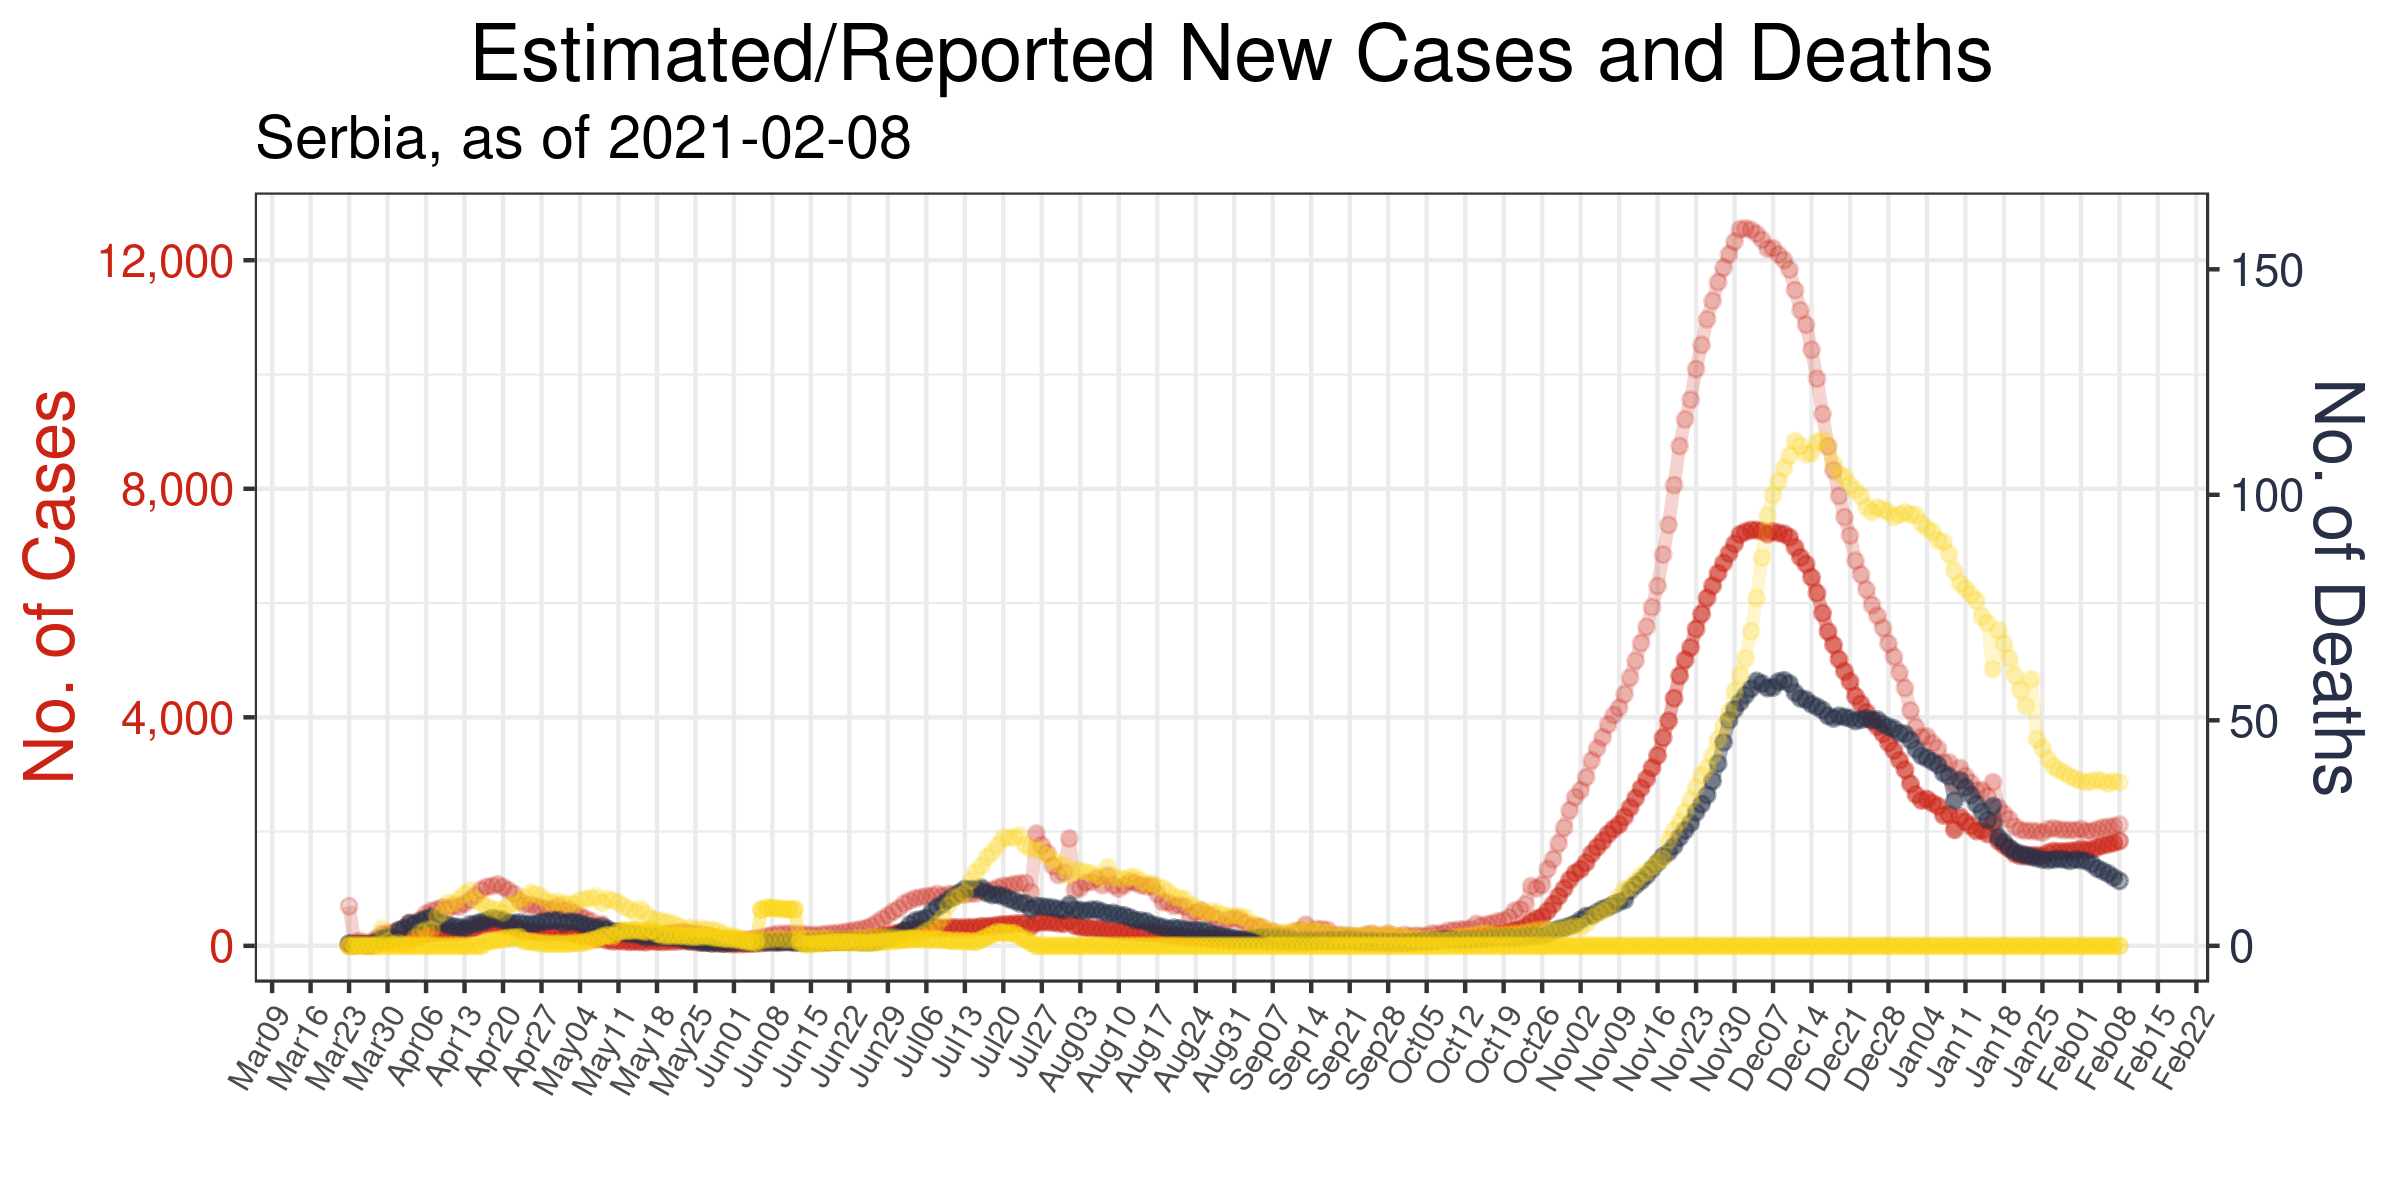 Estimated/Reported New Cases and Deaths
Serbia, as of 2021-02-08
No. of Cases
12,000
8,000
4,000
0
No. of Deaths
150
100
50
0
Mar09
Mar16
Mar23
Mar30
Apr06
Apr13
Apr20
Apr27
May04
May11
May18
May25
Jun01
Jun08
Jun15
Jun22
Jun29
Jul06
Jul13
Jul20
Jul27
Aug03
Aug10
Aug17
Aug24
Aug31
Sep07
Sep14
Sep21
Sep28
Oct05
Oct12
Oct19
Oct26
Nov02
Nov09
Nov16
Nov23
Nov30
Dec07
Dec14
Dec21
Dec28
Jan04
Jan11
Jan18
Jan25
Feb01
Feb08
Feb15
Feb22